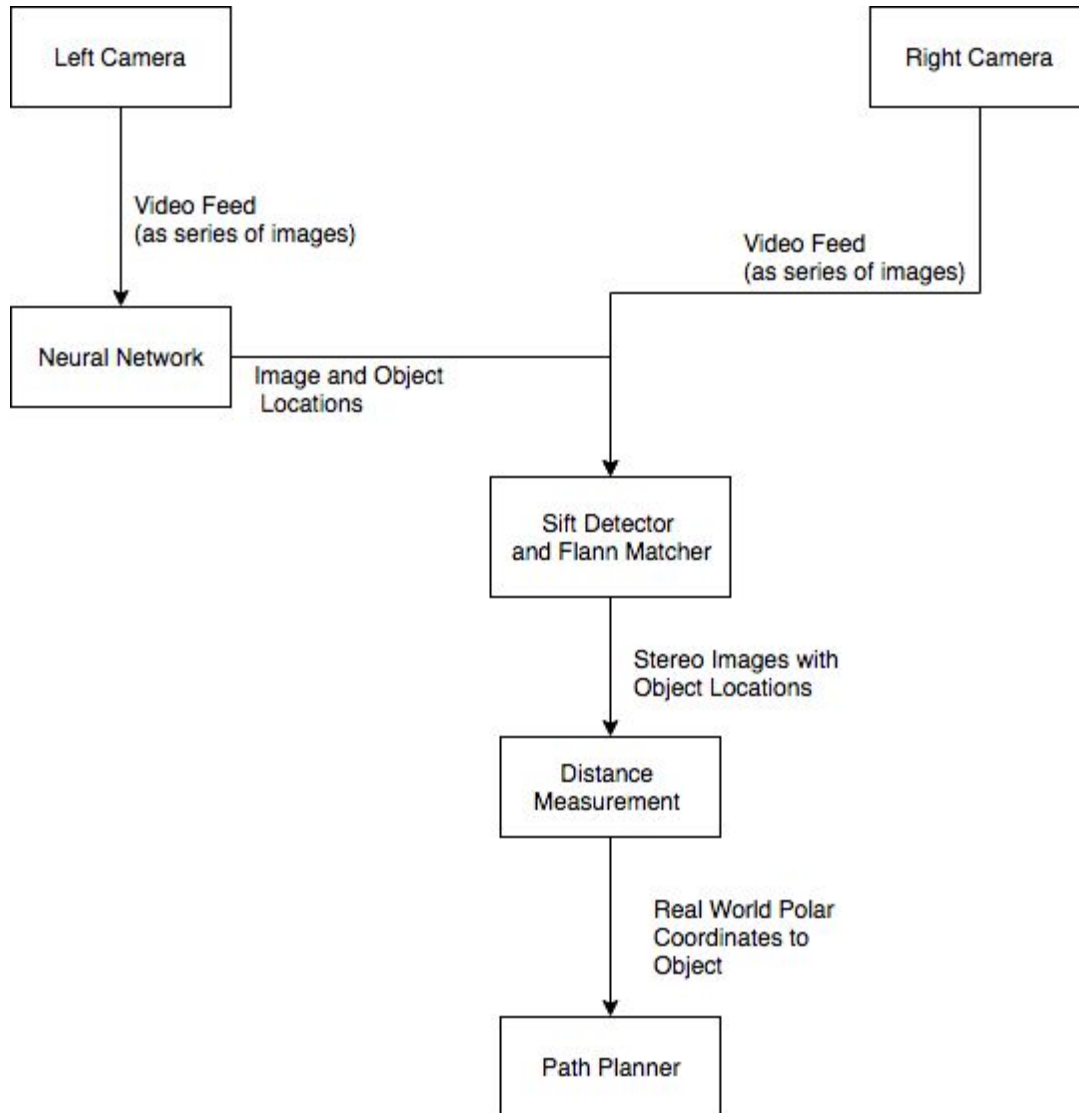 Left Camera
Right Camera
Video Feed
(as series of images)
Video Feed
(as series of images)
Neural Network
Image and Object
Locations
Sift Detector
and Flann Matcher
Stereo Images with
Object Locations
Distance
Measurement
Real World Polar
Coordinates to
Object
Path Planner